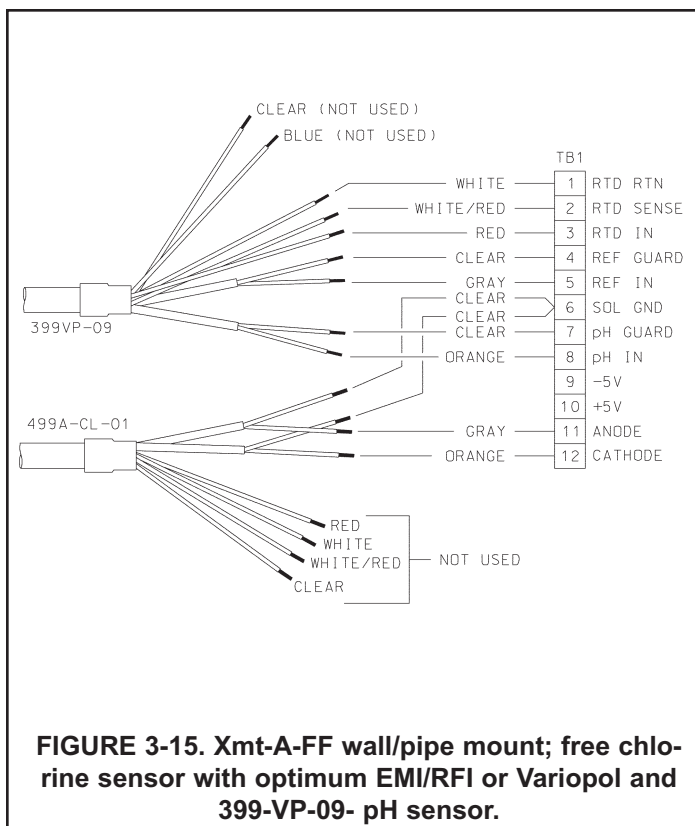 CLEAR (NOT USED)
BLUE (NOT USED)
TB1
WHITE 1 RTD RTN
WHITE/RED 2 RTD SENSE
RED 3 RTD IN
CLEAR 4 REF GUARD
GRAY 5 REF IN
CLEAR
6 SOL GND
CLEAR
CLEAR 7 pH GUARD
ORANGE 8 pH IN
9 -5V
10 +5V
GRAY 11 ANODE
ORANGE 12 CATHODE
399VP-09
499A-CL-01
RED
WHITE
WHITE/RED
CLEAR
NOT USED
FIGURE 3-15. Xmt-A-FF wall/pipe mount; free chlo-
rine sensor with optimum EMI/RFI or Variopol and
399-VP-09- pH sensor.